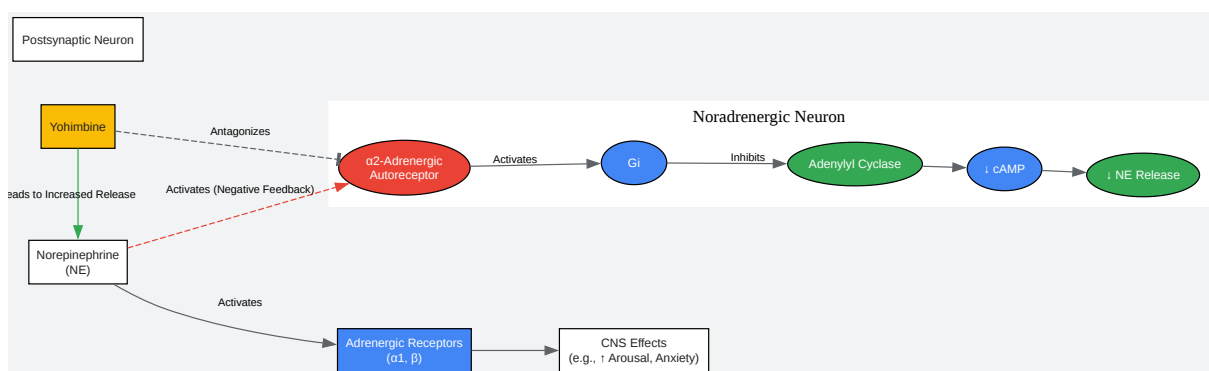 Postsynaptic Neuron
Noradrenergic Neuron
Yohimbine
Antagonizes
α2-Adrenergic
Autoreceptor
Activates
Gi
Inhibits
Adenylyl Cyclase
↓ cAMP
↓ NE Release
Activates (Negative Feedback)
eads to Increased Release
Norepinephrine
(NE)
Activates
Adrenergic Receptors
(α1, β)
CNS Effects
(e.g., ↑ Arousal, Anxiety)